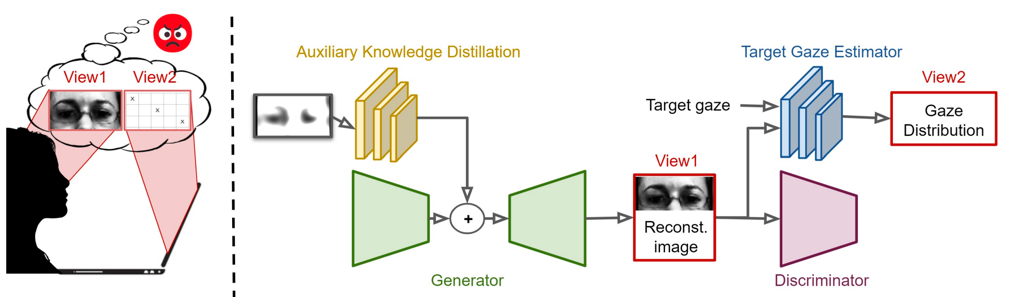 View1
View2
x
x
x
Auxiliary Knowledge Distillation
Target Gaze Estimator
Target gaze
View2
Gaze
Distribution
View1
+
Reconst.
image
Generator
Discriminator